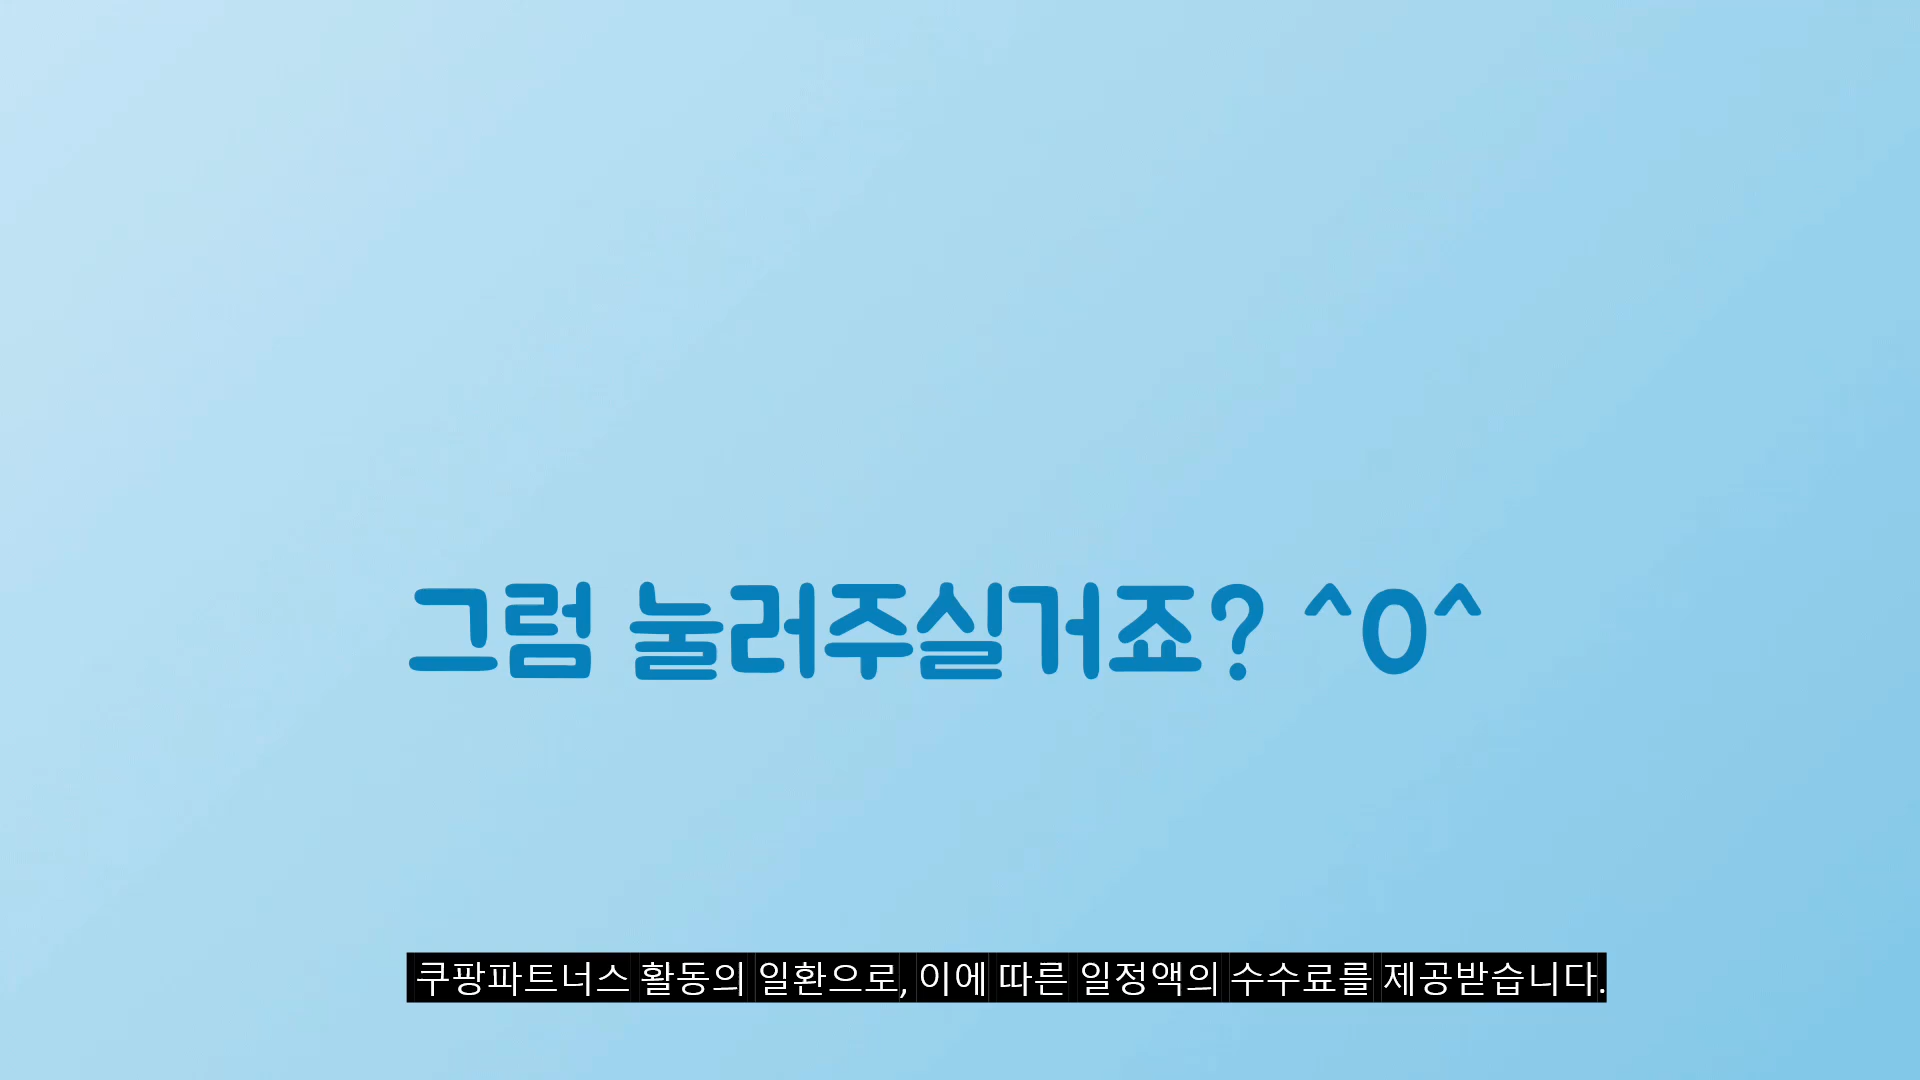 그럼 눌러주실거죠? ^0^
쿠팡파트너스 활동의 일환으로, 이에 따른 일정액의 수수료를 제공받습니다.